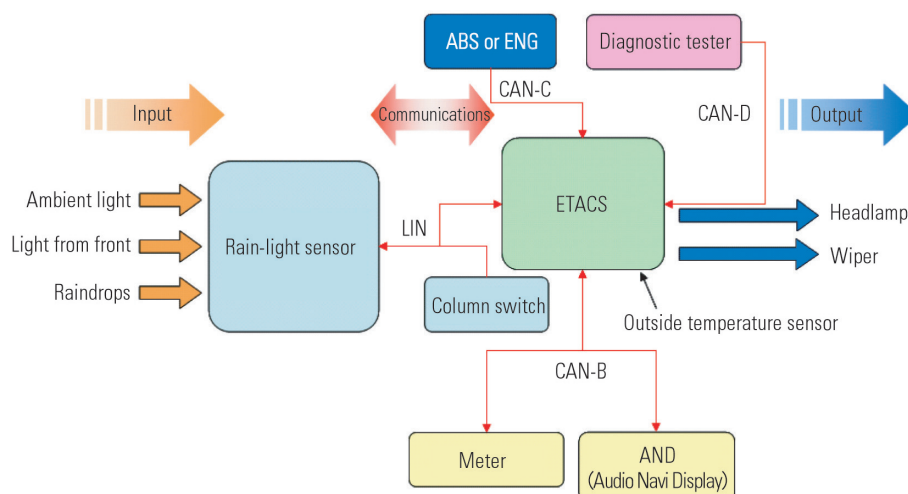 ABS or ENG
Diagnostic tester
CAN-C
Input
Communications
CAN-D
Output
Ambient light
Light from front
Raindrops
Rain-light sensor
LIN
ETACS
Headlamp
Wiper
Column switch
Outside temperature sensor
CAN-B
Meter
AND
(Audio Navi Display)